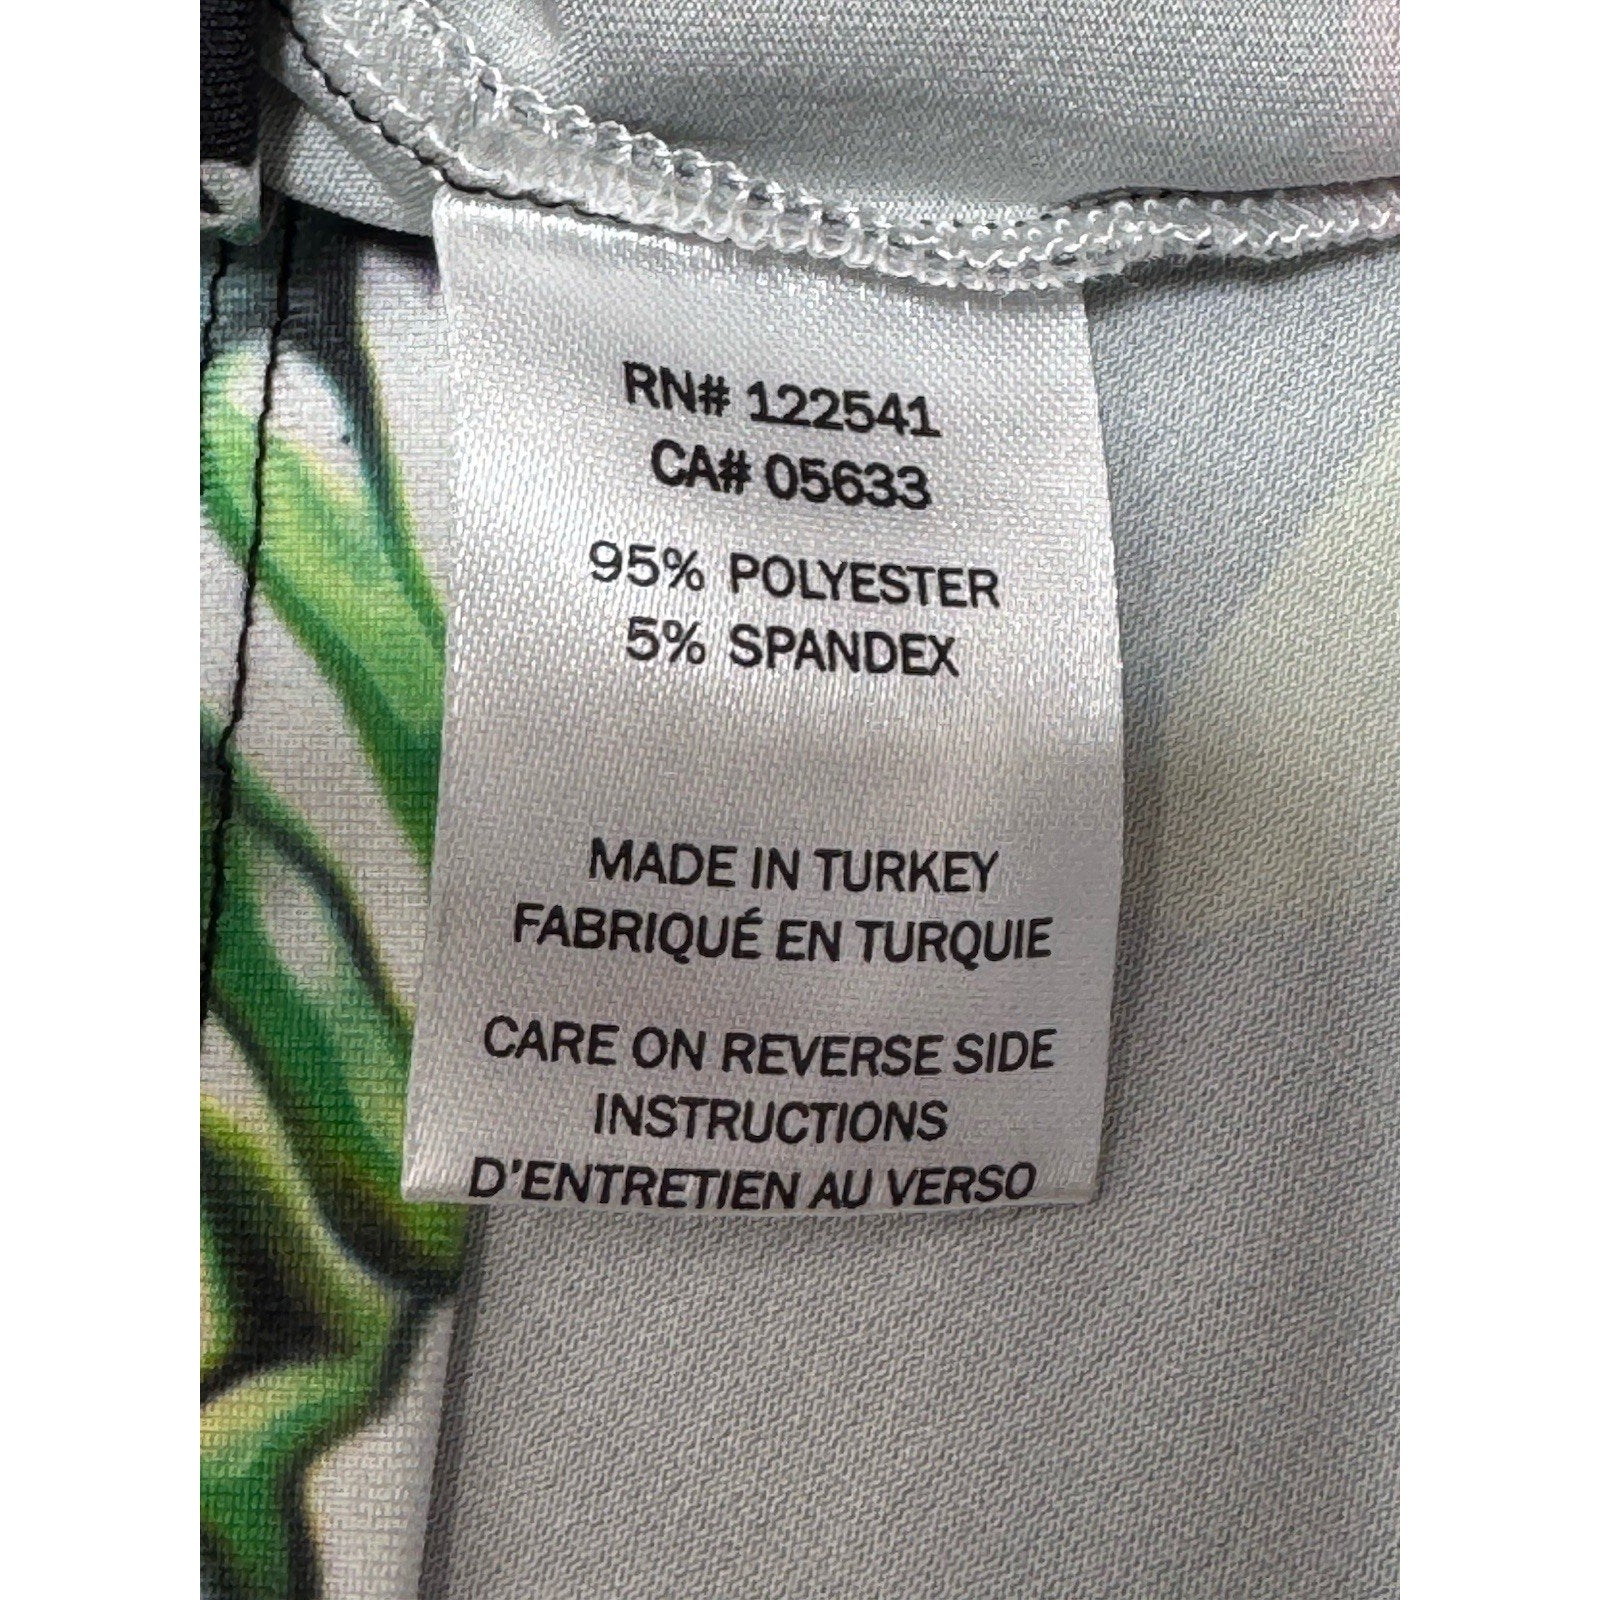 RN# 122541
CA# 05633
95% POLYESTER
5% SPANDEX
MADE IN TURKEY
FABRIQUÉ EN TURQUIE
CARE ON REVERSE SIDE
INSTRUCTIONS
D'ENTRETIEN AU VERSO